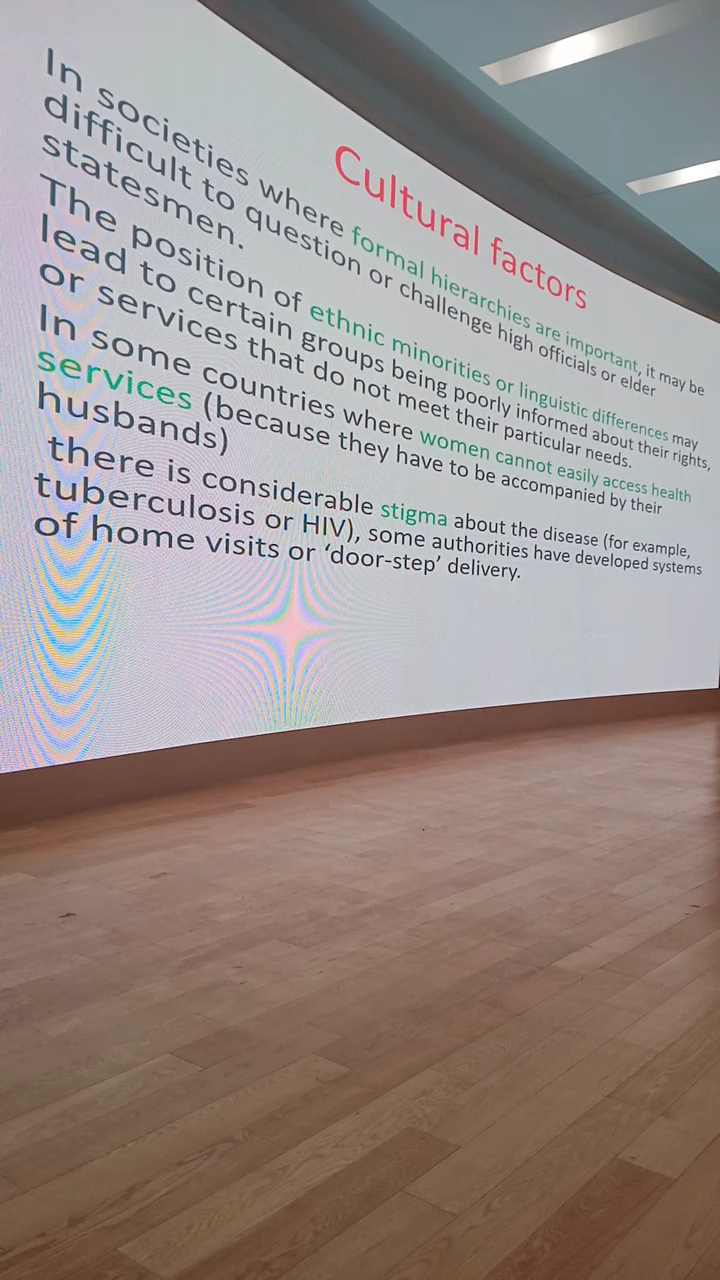 Cultural factors
In societies where formal hierarchies are important, it may be
difficult to question or challenge high officials or elder
statesmen.
The position of ethnic minorities or linguistic differences may
lead to certain groups being poorly informed about their rights,
or services that do not meet their particular needs.
In some countries where women cannot easily access health
services (because they have to be accompanied by their
husbands)
there is considerable stigma about the disease (for example,
tuberculosis or HIV), some authorities have developed systems
of home visits or ‘door-step’ delivery.